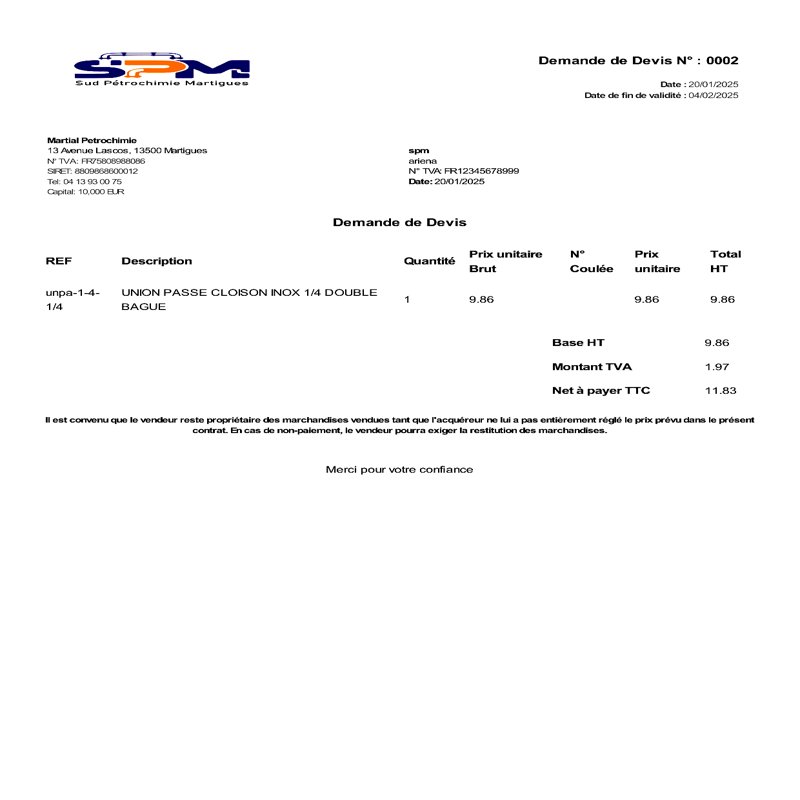 SPM
Sud Pétrochimie Martigues
Demande de Devis N° : 0002
Date : 20/01/2025
Date de fin de validité : 04/02/2025
Martial Petrochimie
13 Avenue Lascos, 13500 Martigues
N° TVA: FR75808988086
SIRET: 8809868600012
Tel: 04 13 93 00 75
Capital: 10,000 EUR
spm
ariena
N° TVA: FR12345678999
Date: 20/01/2025
Demande de Devis
REF Description Quantité Prix unitaire Brut N° Coulée Prix unitaire Total HT
unpa-1-4-1/4 UNION PASSE CLOISON INOX 1/4 DOUBLE BAGUE 1 9.86 9.86 9.86
Base HT 9.86
Montant TVA 1.97
Net à payer TTC 11.83
Il est convenu que le vendeur reste propriétaire des marchandises vendues tant que l'acquéreur ne lui a pas entièrement réglé le prix prévu dans le présent
contrat. En cas de non-paiement, le vendeur pourra exiger la restitution des marchandises.
Merci pour votre confiance